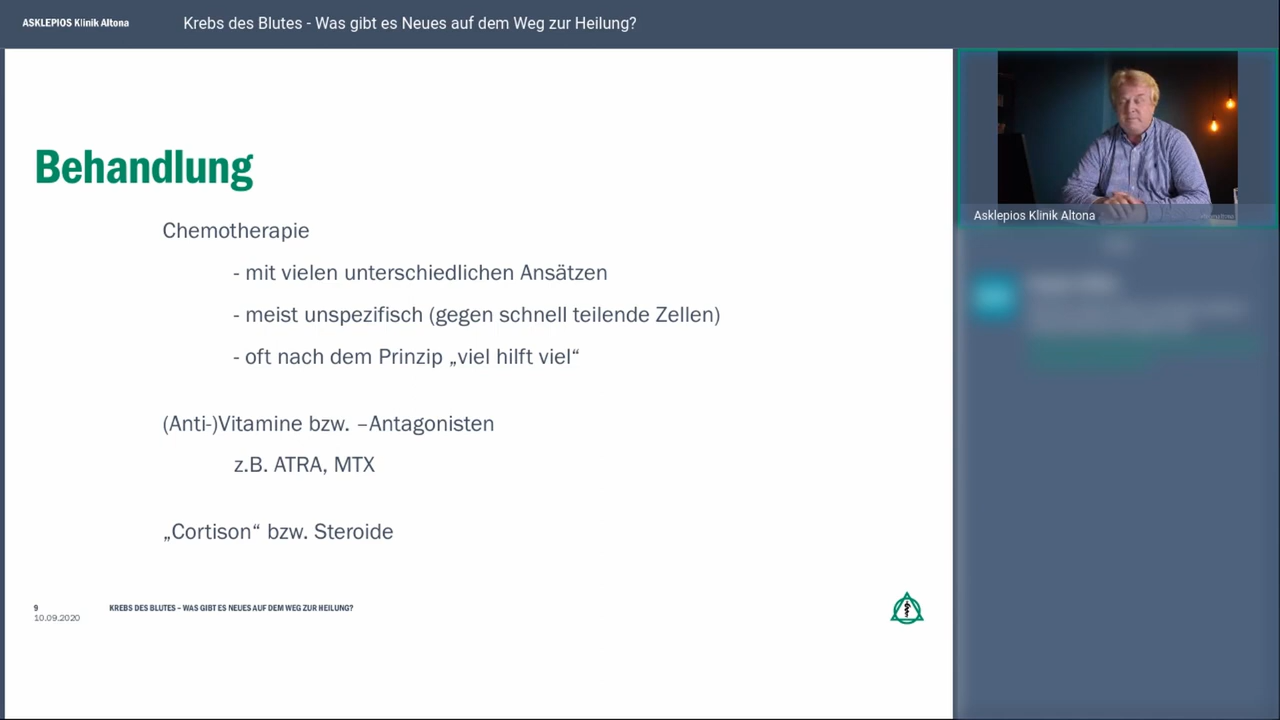 ASKLEPIOS Klinik Altona
Krebs des Blutes - Was gibt es Neues auf dem Weg zur Heilung?
Behandlung
Chemotherapie
- mit vielen unterschiedlichen Ansätzen
- meist unspezifisch (gegen schnell teilende Zellen)
- oft nach dem Prinzip „viel hilft viel“
(Anti-)Vitamine bzw. –Antagonisten
z.B. ATRA, MTX
„Cortison“ bzw. Steroide
9
KREBS DES BLUTES – WAS GIBT ES NEUES AUF DEM WEG ZUR HEILUNG?
10.09.2020
Asklepios Klinik Altona